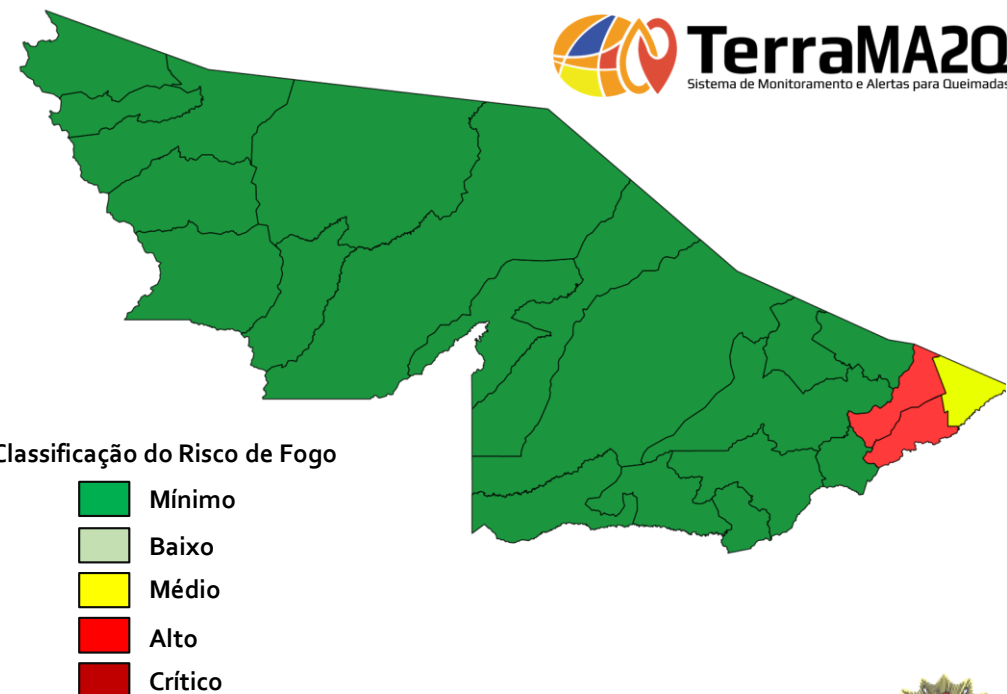 TerraMA2Q
Sistema de Monitoramento e Alertas para Queimadas
Classificação do Risco de Fogo
Mínimo
Baixo
Médio
Alto
Crítico